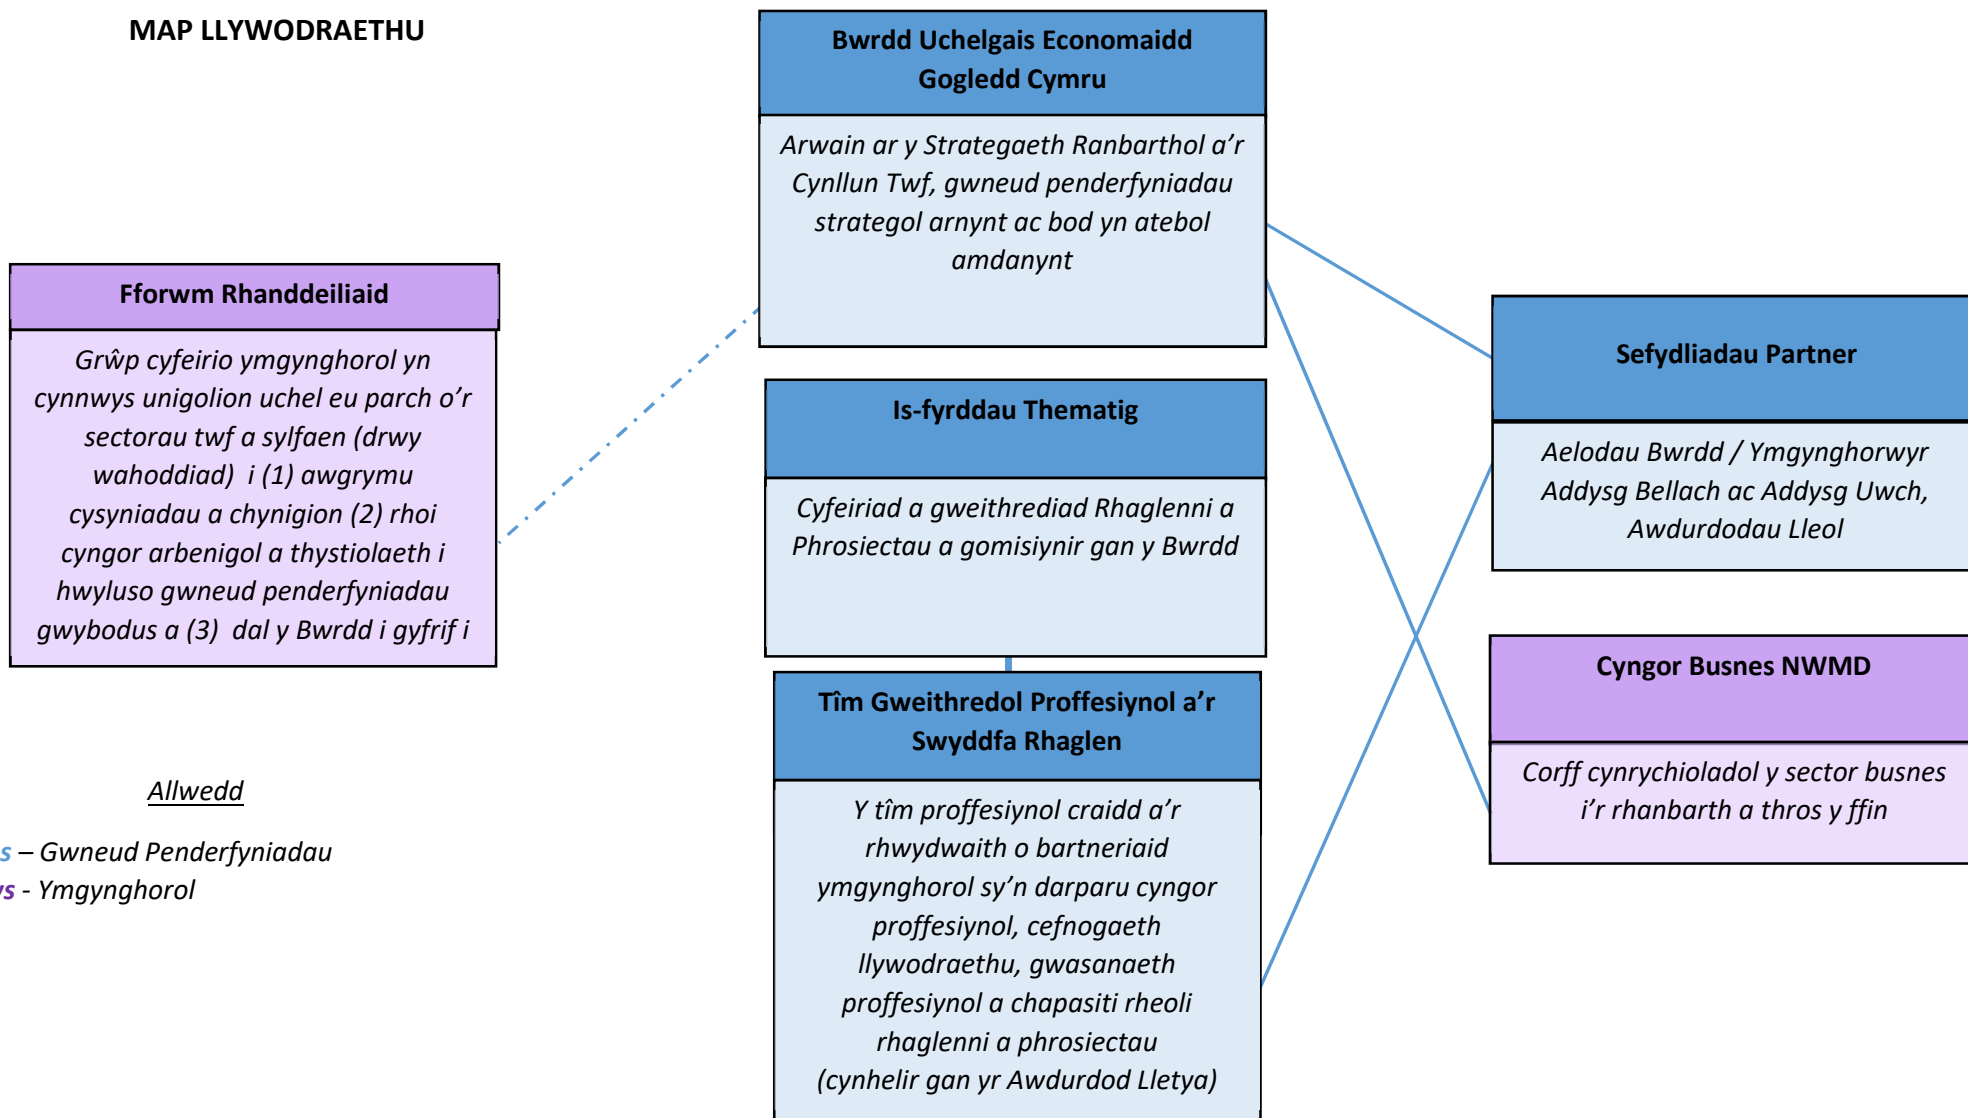 MAP LLYWODRAETHU
Bwrdd Uchelgais Economaidd
Gogledd Cymru
Arwain ar y Strategaeth Ranbarthol a’r
Cynllun Twf, gwneud penderfyniadau
strategol arnynt ac bod yn atebol
amdanynt
Fforwm Rhanddeiliaid
Grŵp cyfeirio ymgynghorol yn
cynnwys unigolion uchel eu parch o’r
sectorau twf a sylfaen (drwy
wahoddiad) i (1) awgrymu
cysyniadau a chynigion (2) rhoi
cyngor arbenigol a thystiolaeth i
hwyluso gwneud penderfyniadau
gwybodus a (3) dal y Bwrdd i gyfrif i
Is-fyrddau Thematig
Cyfeiriad a gweithrediad Rhaglenni a
Phrosiectau a gomisiynir gan y Bwrdd
Tîm Gweithredol Proffesiynol a’r
Swyddfa Rhaglen
Y tîm proffesiynol craidd a’r
rhwydwaith o bartneriaid
ymgynghorol sy’n darparu cyngor
proffesiynol, cefnogaeth
llywodraethu, gwasanaeth
proffesiynol a chapasiti rheoli
rhaglenni a phrosiectau
(cynhelir gan yr Awdurdod Lletya)
Sefydliadau Partner
Aelodau Bwrdd / Ymgynghorwyr
Addysg Bellach ac Addysg Uwch,
Awdurdodau Lleol
Cyngor Busnes NWMD
Corff cynrychioladol y sector busnes
i’r rhanbarth a thros y ffin
Allwedd
s – Gwneud Penderfyniadau
ys - Ymgynghorol